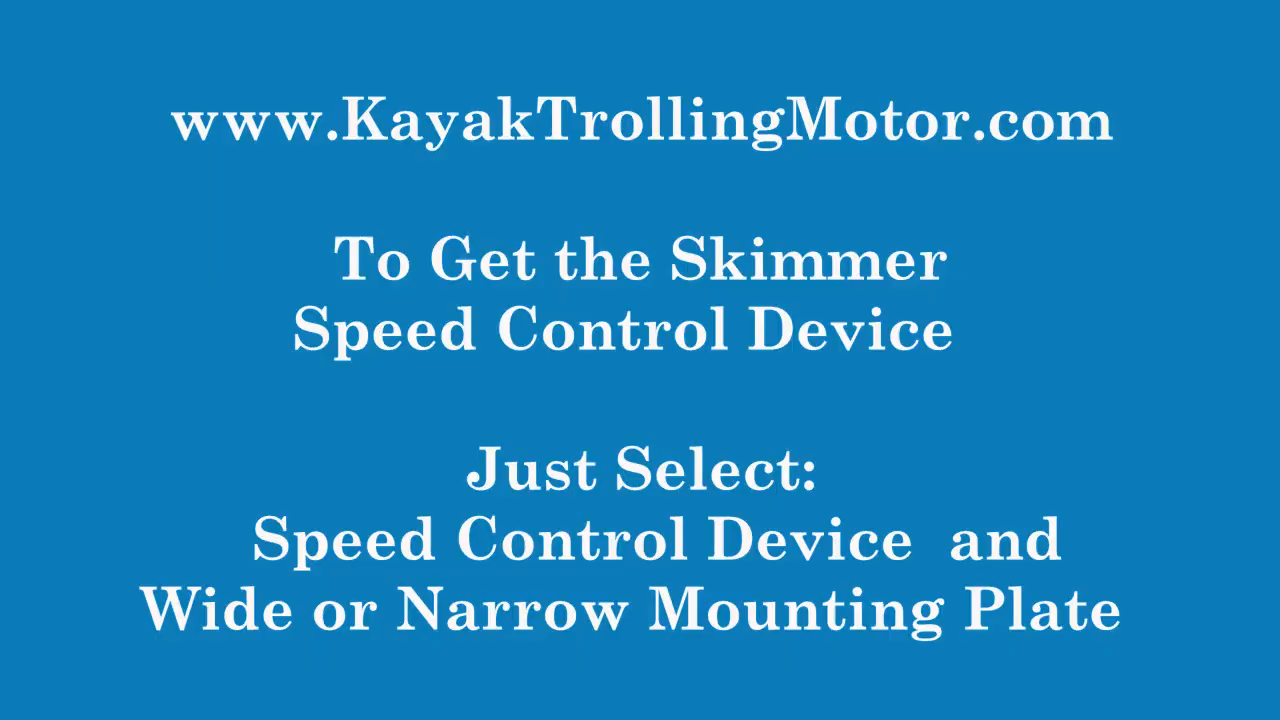 www.KayakTrollingMotor.com
To Get the Skimmer
Speed Control Device
Just Select:
Speed Control Device and
Wide or Narrow Mounting Plate